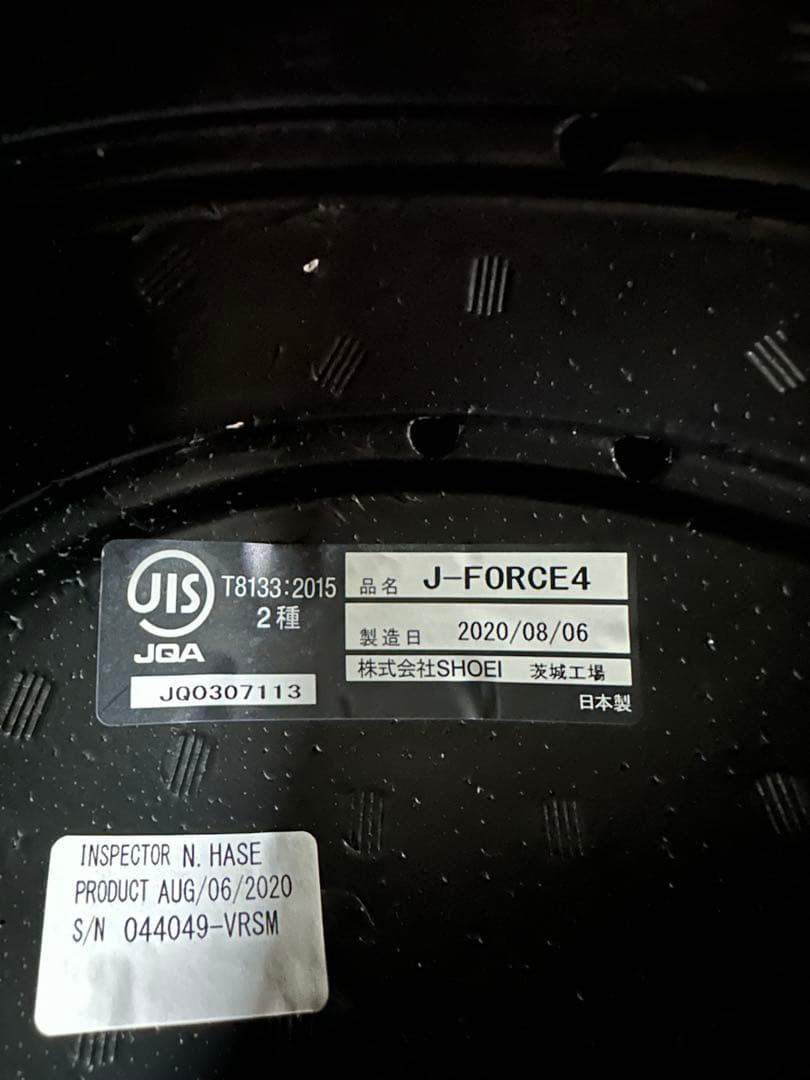 JIS
T8133:2015
2種
JQA
JQ0307113
品名 J-FORCE4
製造日 2020/08/06
株式会社SHOEI 茨城工場
日本製
INSPECTOR N. HASE
PRODUCT AUG/06/2020
S/N 044049-VRSM